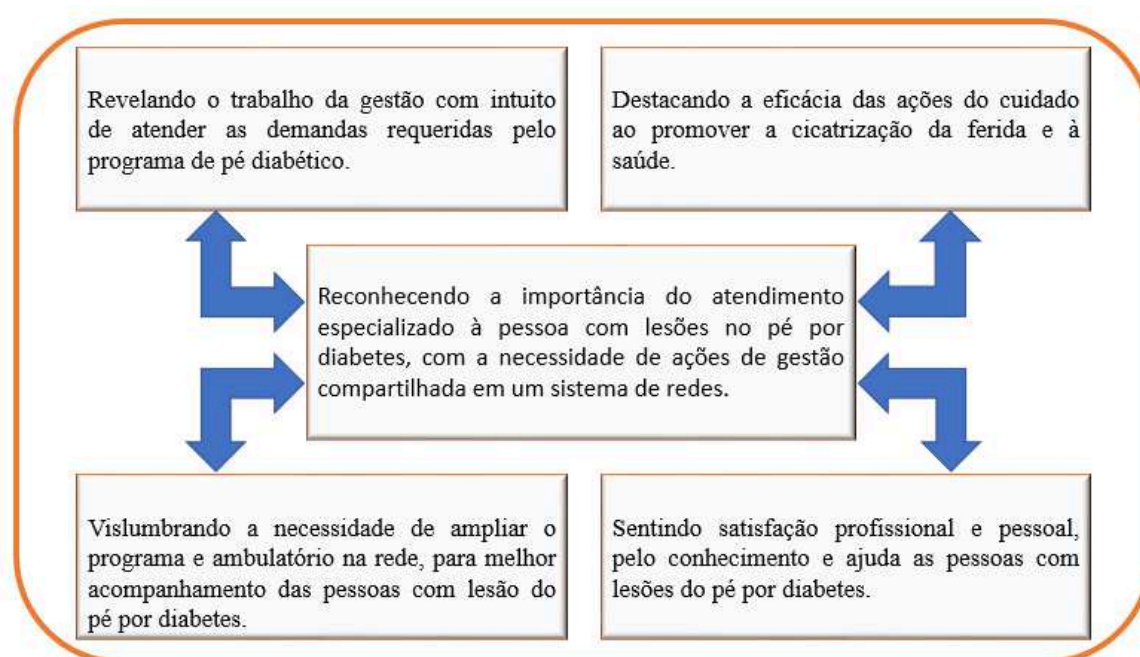 Revelando o trabalho da gestão com intuito
de atender as demandas requeridas pelo
programa de pé diabético.
Destacando a eficácia das ações do cuidado
ao promover a cicatrização da ferida e à
saúde.
Reconhecendo a importância do atendimento
especializado à pessoa com lesões no pé por
diabetes, com a necessidade de ações de gestão
compartilhada em um sistema de redes.
Vislumbrando a necessidade de ampliar o
programa e ambulatório na rede, para melhor
acompanhamento das pessoas com lesão do
pé por diabetes.
Sentindo satisfação profissional e pessoal,
pelo conhecimento e ajuda as pessoas com
lesões do pé por diabetes.